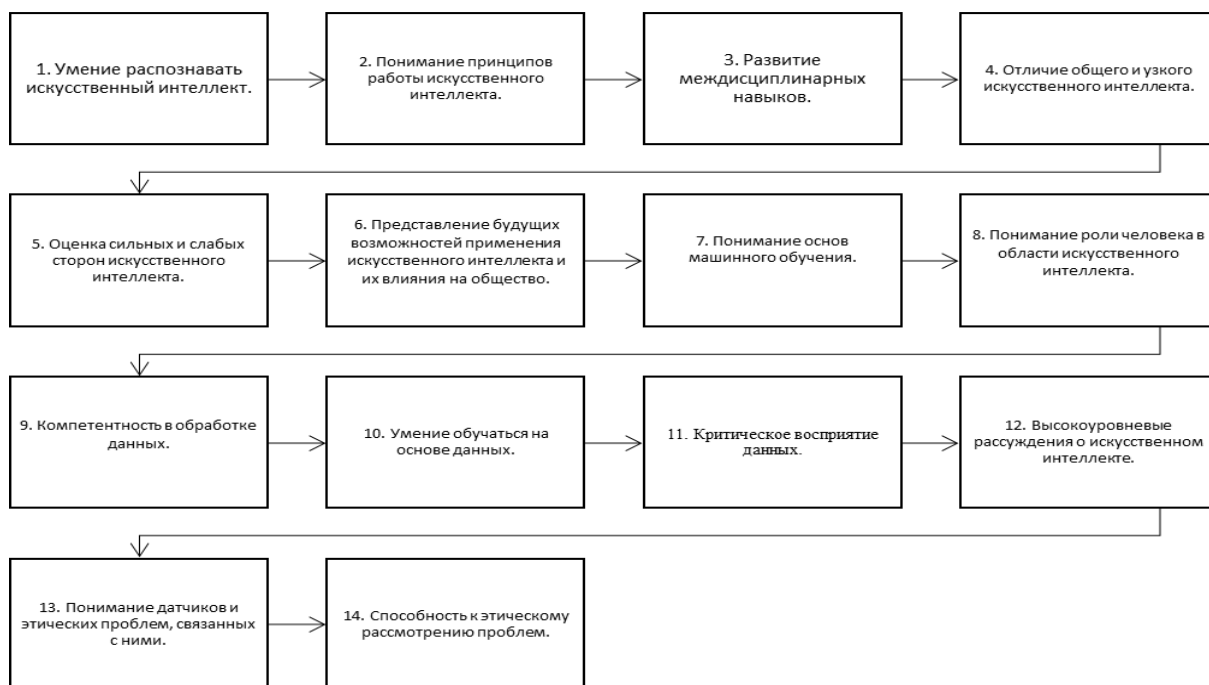 1. Умение распознавать
искусственный интеллект.
2. Понимание принципов
работы искусственного
интеллекта.
3. Развитие
междисциплинарных
навыков.
4. Отличие общего и узкого
искусственного интеллекта.
5. Оценка сильных и слабых
сторон искусственного
интеллекта.
6. Представление будущих
возможностей применения
искусственного интеллекта и
их влияния на общество.
7. Понимание основ
машинного обучения.
8. Понимание роли человека в
области искусственного
интеллекта.
9. Компетентность в обработке
данных.
10. Умение обучаться на
основе данных.
11. Критическое восприятие
данных.
12. Высокоуровневые
рассуждения о искусственном
интеллекте.
13. Понимание датчиков и
этических проблем, связанных
с ними.
14. Способность к этическому
рассмотрению проблем.